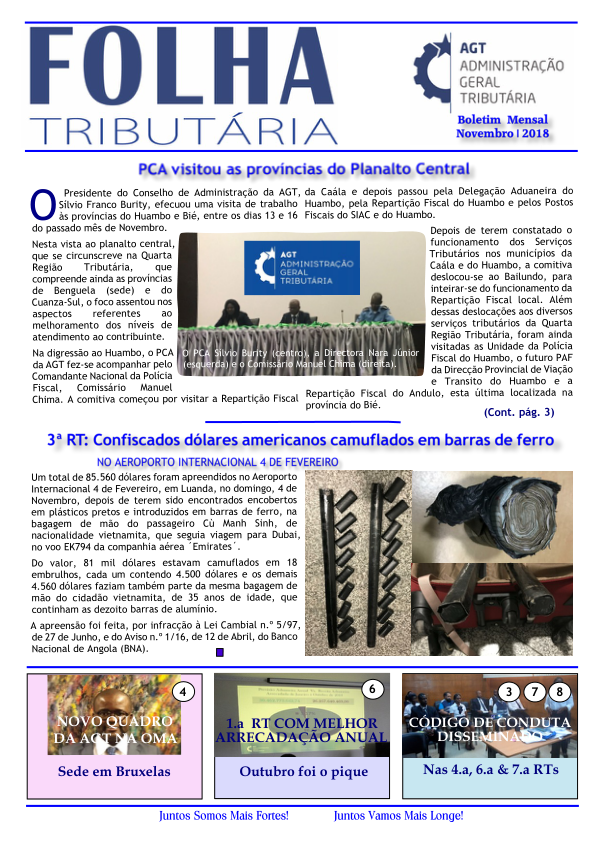 FOLHA
TRIBUTÁRIA
AGT
ADMINISTRAÇÃO
GERAL
TRIBUTÁRIA
Boletim Mensal
Novembro | 2018
PCA visitou as províncias do Planalto Central
O Presidente do Conselho de Administração da AGT,
Sílvio Franco Burity, efecuou uma visita de trabalho
às províncias do Huambo e Bié, entre os dias 13 e 16
do passado mês de Novembro.
Nesta vista ao planalto central,
que se circunscreve na Quarta
Região Tributária, que
compreende ainda as províncias
de Benguela (sede) e do
Cuanza-Sul, o foco assentou nos
aspectos referentes ao
melhoramento dos níveis de
atendimento ao contribuinte.
Na digressão ao Huambo, o PCA
da AGT fez-se acompanhar pelo
Comandante Nacional da Polícia
Fiscal, Comissário Manuel
Chima. A comitiva começou por visitar a Repartição Fiscal
da Caála e depois passou pela Delegação Aduaneira do
Huambo, pela Repartição Fiscal do Huambo e pelos Postos
Fiscais do SIAC e do Huambo.
AGT
ADMINISTRAÇÃO
GERAL
TRIBUTÁRIA
O PCA Sílvio Burity (centro), a Directora Nara Júnior
(esquerda) e o Comissário Manuel Chima (direita).
Depois de terem constatado o
funcionamento dos Serviços
Tributários nos municípios da
Caála e do Huambo, a comitiva
deslocou-se ao Bailundo, para
inteirar-se do funcionamento da
Repartição Fiscal local. Além
dessas deslocações aos diversos
serviços tributários da Quarta
Região Tributária, foram ainda
visitadas as Unidade da Polícia
Fiscal do Huambo, o futuro PAF
da Direcção Provincial de Viação
e Transito do Huambo e a
Repartição Fiscal do Andulo, esta última localizada na
província do Bié.
(Cont. pág. 3)
3ª RT: Confiscados dólares americanos camuflados em barras de ferro
NO AEROPORTO INTERNACIONAL 4 DE FEVEREIRO
Um total de 85.560 dólares foram apreendidos no Aeroporto
Internacional 4 de Fevereiro, em Luanda, no domingo, 4 de
Novembro, depois de terem sido encontrados encobertos
em plásticos pretos e introduzidos em barras de ferro, na
bagagem de mão do passageiro Cù Manh Sinh, de
nacionalidade vietnamita, que seguia viagem para Dubai,
no voo EK794 da companhia aérea ´Emirates´.
Do valor, 81 mil dólares estavam camuflados em 18
embrulhos, cada um contendo 4.500 dólares e os demais
4.560 dólares faziam também parte da mesma bagagem de
mão do cidadão vietnamita, de 35 anos de idade, que
continham as dezoito barras de alumínio.
A apreensão foi feita, por infracção à Lei Cambial n.º 5/97,
de 27 de Junho, e do Aviso n.º 1/16, de 12 de Abril, do Banco
Nacional de Angola (BNA).
4
NOVO QUADRO
DA AGT NA OMA
Sede em Bruxelas
6
1.a RT COM MELHOR
ARRECADAÇÃO ANUAL
Outubro foi o pique
3 7 8
CÓDIGO DE CONDUTA
DISSEMINADO
Nas 4.a, 6.a & 7.a RTs
Juntos Somos Mais Fortes! Juntos Vamos Mais Longe!